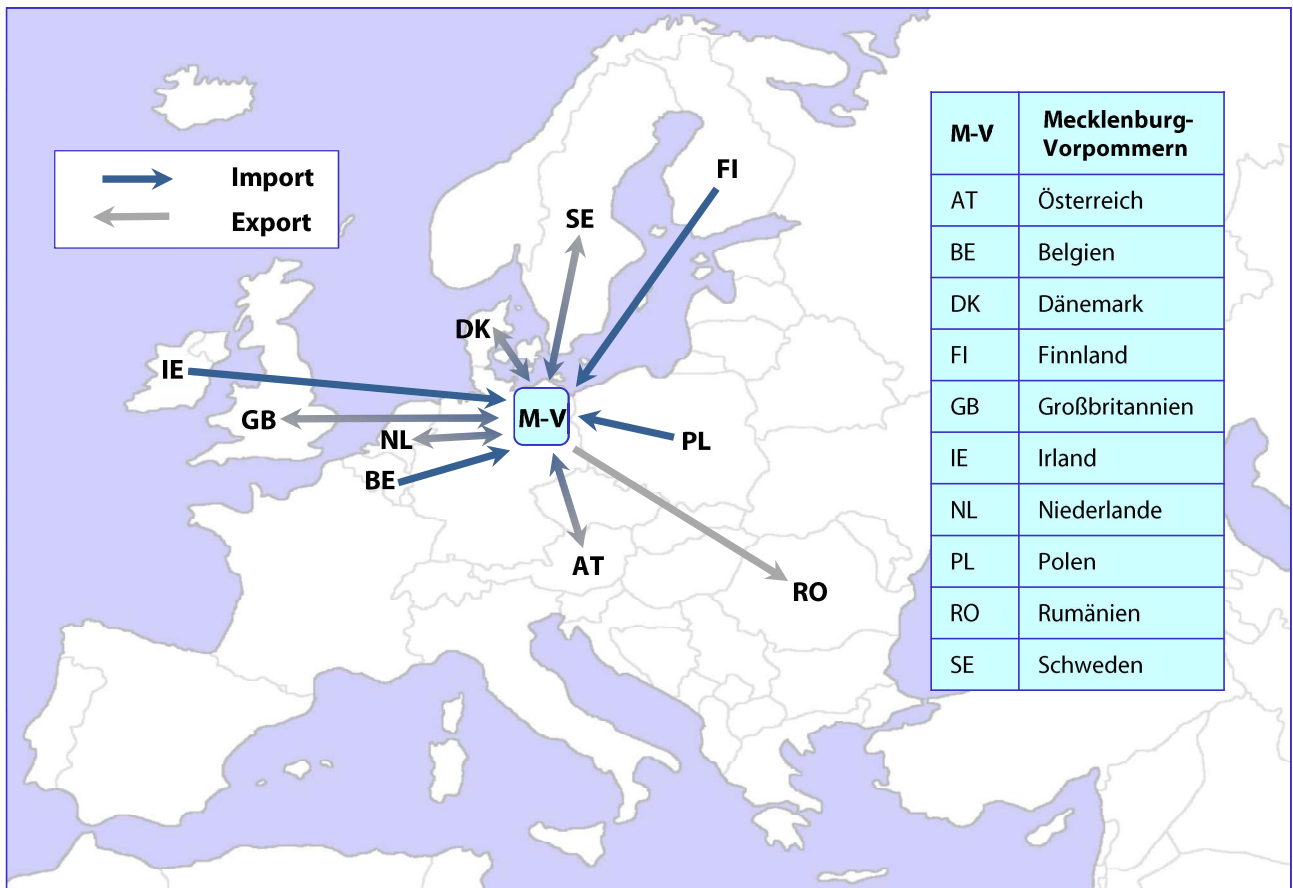 Import
Export
FI
SE
DK
IE
GB
NL
M-V
PL
BE
AT
RO
M-V Mecklenburg-
Vorpommern
AT Österreich
BE Belgien
DK Dänemark
FI Finnland
GB Großbritannien
IE Irland
NL Niederlande
PL Polen
RO Rumänien
SE Schweden